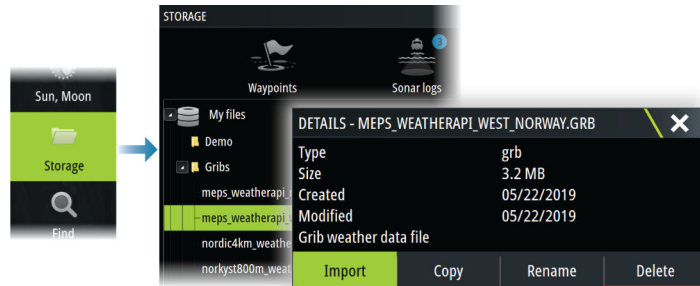 STORAGE
Sun, Moon
Storage
Find
Waypoints
3
Sonar logs
My files
Demo
Gribs
meps_weatherapi_
meps_weatherapi_
nordic4km_weathe
norkyst800m_weat
DETAILS - MEPS_WEATHERAPI_WEST_NORWAY.GRB
Type grb
Size 3.2 MB
Created 05/22/2019
Modified 05/22/2019
Grib weather data file
Import Copy Rename Delete